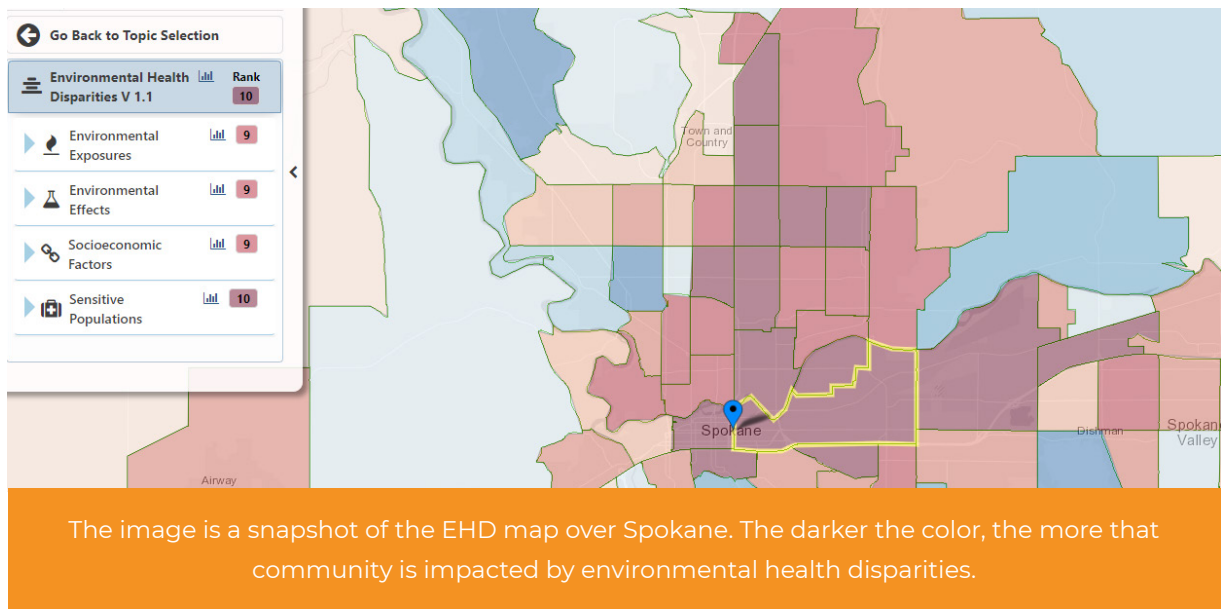 Go Back to Topic Selection
Environmental Health Rank
Disparities V 1.1 10
Environmental 9
Exposures
Environmental 9
Effects
Socioeconomic 9
Factors
Sensitive 10
Populations
Town and
Country
Spokane
Dishman
Spokane
Valley
Airway
The image is a snapshot of the EHD map over Spokane. The darker the color, the more that
community is impacted by environmental health disparities.